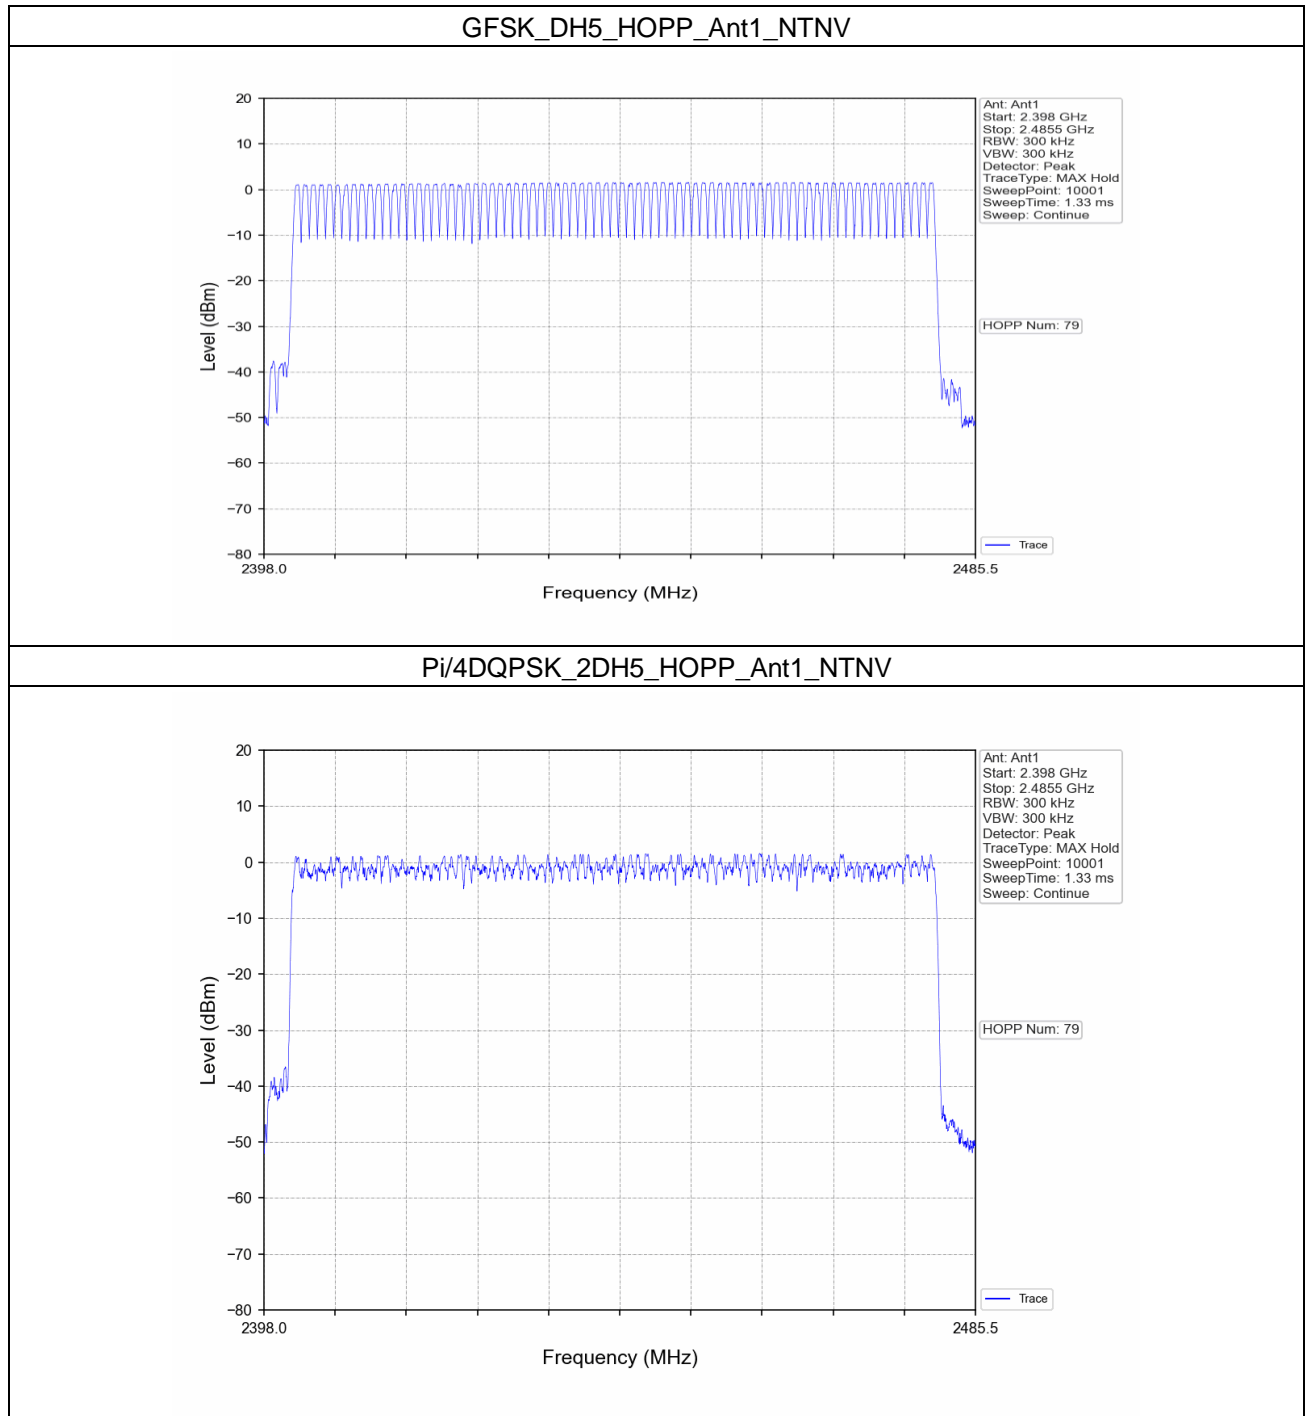 GFSK_DH5_HOPP_Ant1_NTNV
20
10
0
−10
−20
−30
−40
−50
−60
−70
−80
Level (dBm)
2398.0
2485.5
Frequency (MHz)
Ant: Ant1
Start: 2.398 GHz
Stop: 2.4855 GHz
RBW: 300 kHz
VBW: 300 kHz
Detector: Peak
TraceType: MAX Hold
SweepPoint: 10001
SweepTime: 1.33 ms
Sweep: Continue
HOPP Num: 79
Trace
Pi/4DQPSK_2DH5_HOPP_Ant1_NTNV
20
10
0
−10
−20
−30
−40
−50
−60
−70
−80
Level (dBm)
2398.0
2485.5
Frequency (MHz)
Ant: Ant1
Start: 2.398 GHz
Stop: 2.4855 GHz
RBW: 300 kHz
VBW: 300 kHz
Detector: Peak
TraceType: MAX Hold
SweepPoint: 10001
SweepTime: 1.33 ms
Sweep: Continue
HOPP Num: 79
Trace